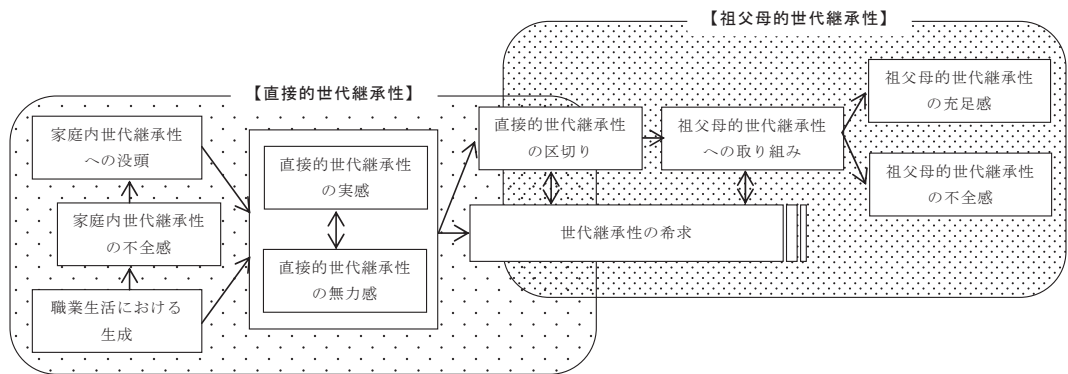 【祖父母的世代継承性】
【直接的世代継承性】
家庭内世代継承性
への没頭
家庭内世代継承性
の不全感
職業生活における
生成
直接的世代継承性
の実感
直接的世代継承性
の無力感
直接的世代継承性
の区切り
祖父母的世代継承性
への取り組み
世代継承性の希求
祖父母的世代継承性
の充足感
祖父母的世代継承性
の不全感